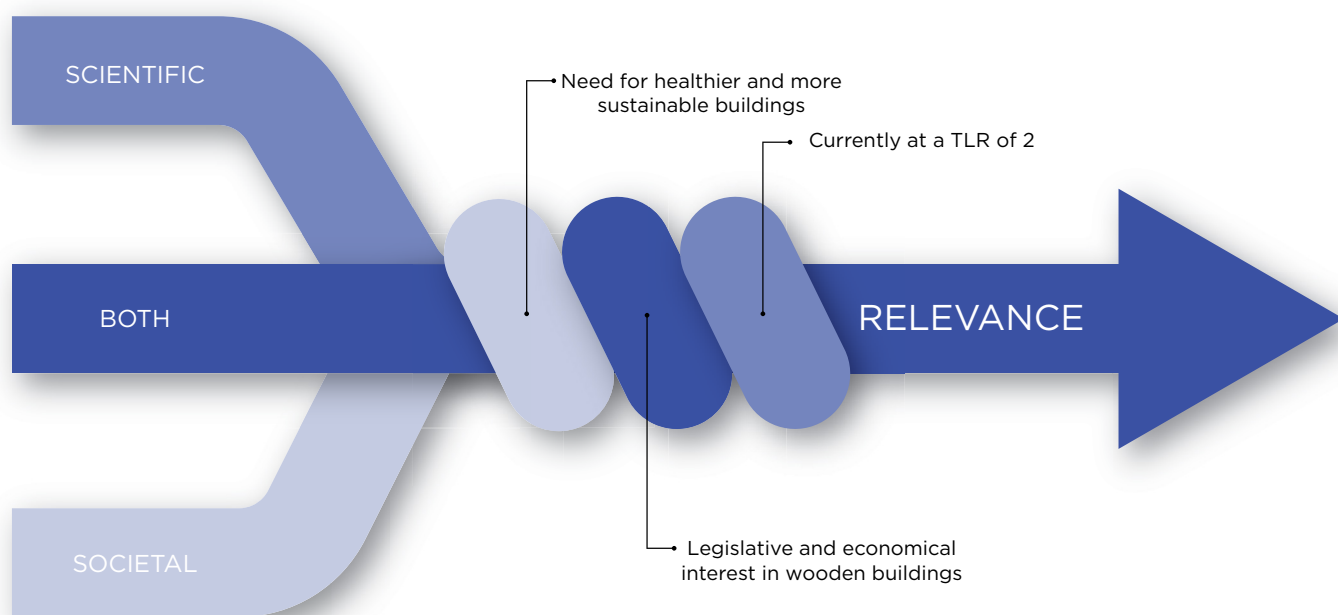 SCIENTIFIC
Need for healthier and more
sustainable buildings
Currently at a TLR of 2
BOTH
RELEVANCE
SOCIETAL
Legislative and economical
interest in wooden buildings